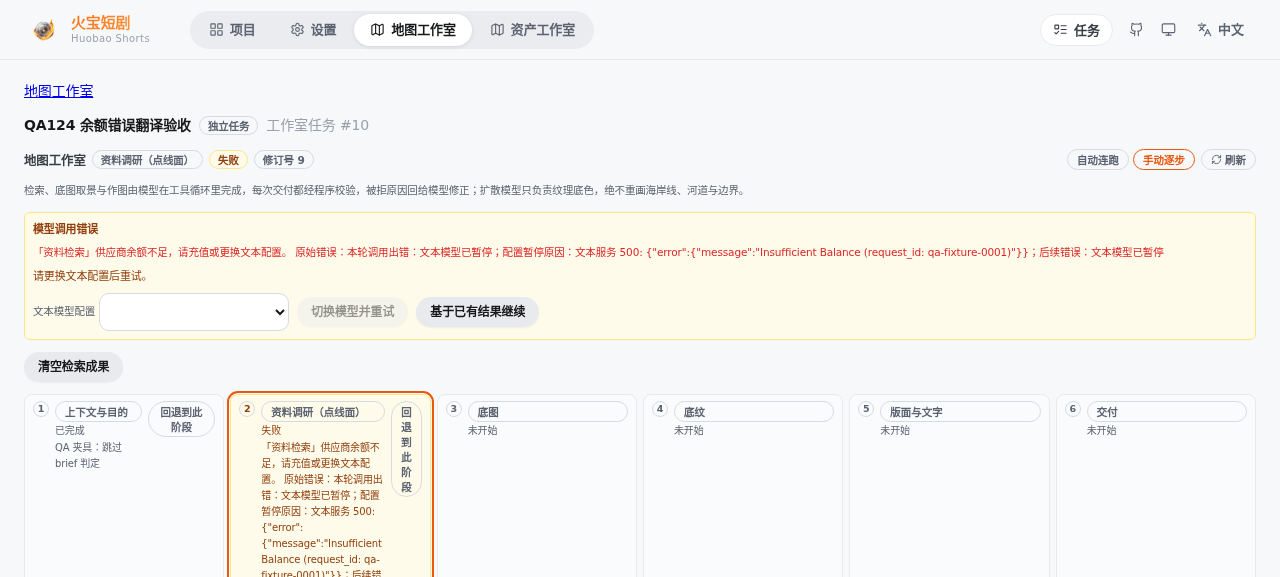 火宝短剧
Huobao Shorts
项目
设置
地图工作室
资产工作室
任务
中文
地图工作室
QA124 余额错误翻译验收
独立任务
工作室任务 #10
地图工作室
资料调研（点线面）
失败
修订号 9
自动连跑
手动逐步
刷新
检索、底图取景与作图由模型在工具循环里完成，每次交付都经程序校验，被拒原因回给模型修正；扩散模型只负责纹理底色，绝不重画海岸线、河道与边界。
模型调用错误
「资料检索」供应商余额不足，请充值或更换文本配置。 原始错误：本轮调用出错：文本模型已暂停；配置暂停原因：文本服务 500: {"error":{"message":"Insufficient Balance (request_id: qa-fixture-0001)"}}；后续错误：文本模型已暂停
请更换文本配置后重试。
文本模型配置
切换模型并重试
基于已有结果继续
清空检索成果
1
上下文与目的
回退到此
阶段
已完成
QA 夹具：跳过
brief 判定
2
资料调研（点线面）
回
退
到
此
阶
段
失败
「资料检索」供应商余额不
足，请充值或更换文本配
置。 原始错误：本轮调用出
错：文本模型已暂停；配置
暂停原因：文本服务 500:
{"error":
{"message":"Insufficient
Balance (request_id: qa-
fixture-0001)"}}；后续错
3
底图
未开始
4
底纹
未开始
5
版面与文字
未开始
6
交付
未开始